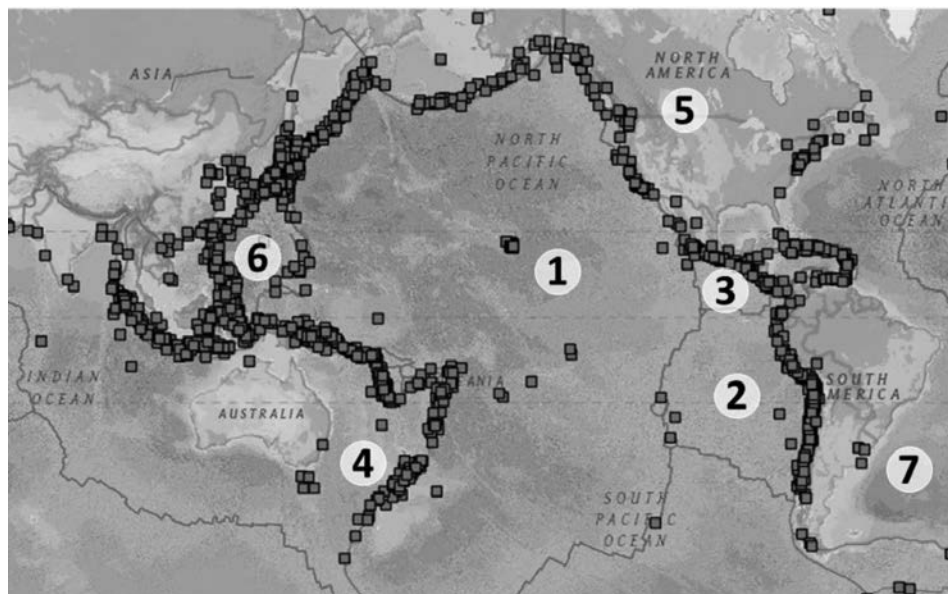 ASIA
NORTH
AMERICA
5
NORTH
PACIFIC
OCEAN
NORTH
ATLANTIC
OCEAN
6
1
3
INDIAN
OCEAN
ANIA
SOUTH
AMERICA
2
AUSTRALIA
4
7
SOUTH
PACIFIC
OCEAN